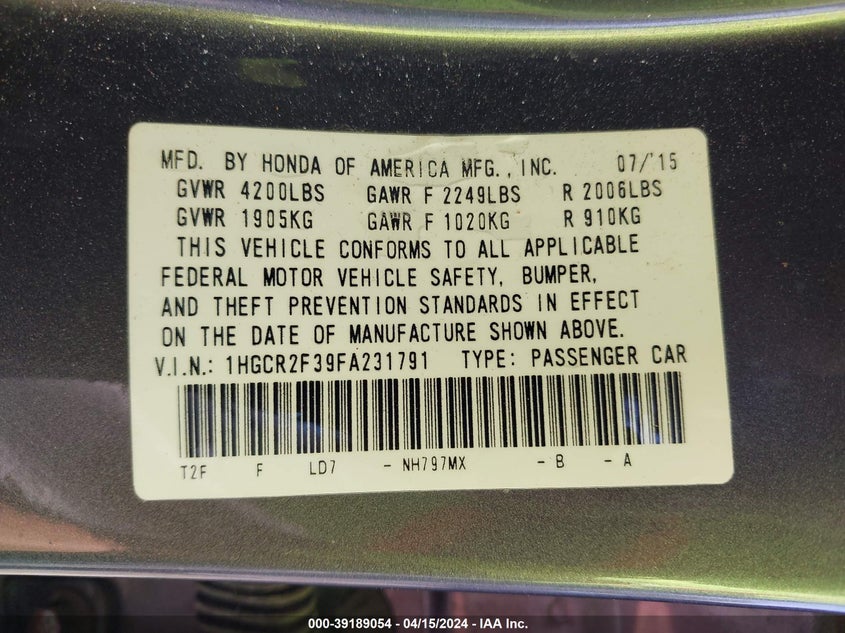 MFD. BY HONDA OF AMERICA MFG., INC. 07/'15
GVWR 4200LBS GAWR F 2249LBS R 2006LBS
GVWR 1905KG GAWR F 1020KG R 910KG
THIS VEHICLE CONFORMS TO ALL APPLICABLE
FEDERAL MOTOR VEHICLE SAFETY, BUMPER,
AND THEFT PREVENTION STANDARDS IN EFFECT
ON THE DATE OF MANUFACTURE SHOWN ABOVE.
V.I.N.: 1HGCR2F39FA231791 TYPE: PASSENGER CAR
T2F F LD7 - NH797MX - B - A
000-39189054 - 04/15/2024 - IAA Inc.